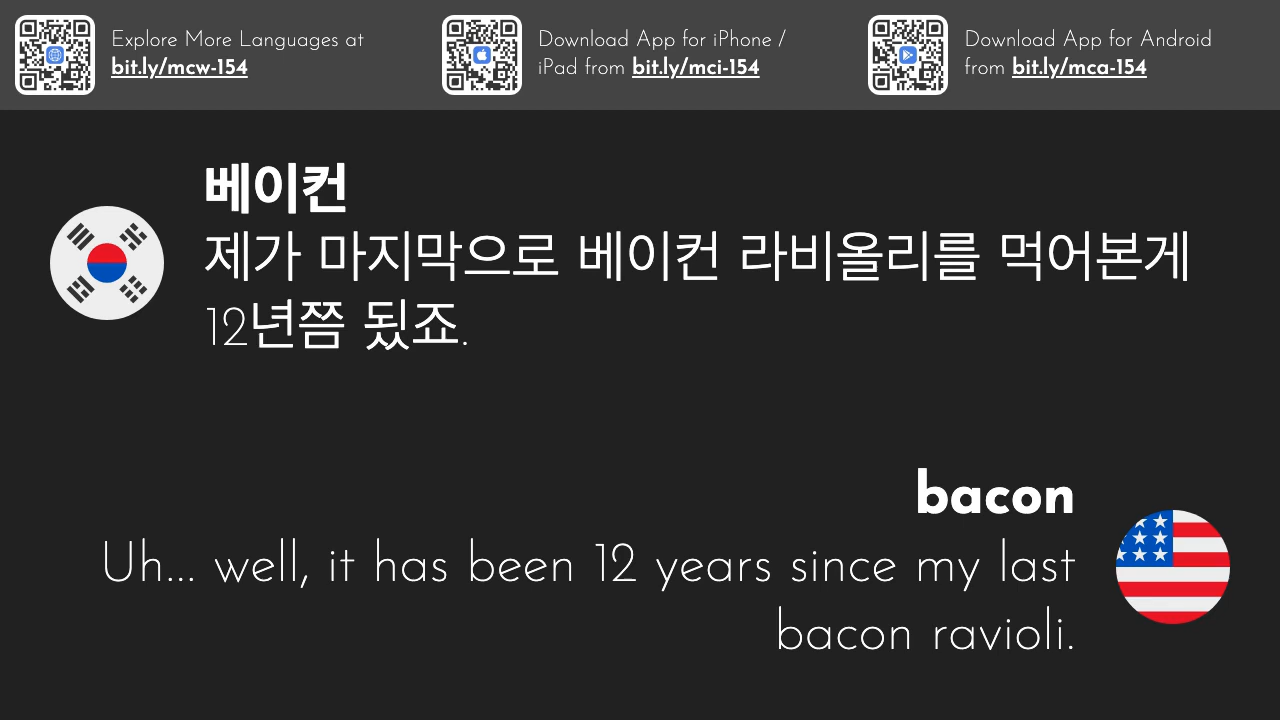 Explore More Languages at
bit.ly/mcw-154
Download App for iPhone /
iPad from bit.ly/mci-154
Download App for Android
from bit.ly/mca-154
베이컨
제가 마지막으로 베이컨 라비올리를 먹어본게
12년쯤 됬죠.
bacon
Uh... well, it has been 12 years since my last
bacon ravioli.